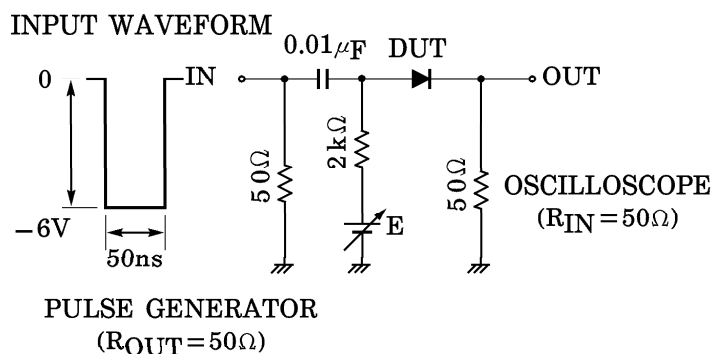 INPUT WAVEFORM
0.01μF
DUT
0
IN
OUT
2kΩ
50Ω
50Ω
E
OSCILLOSCOPE
(RIN=50Ω)
−6V
50ns
PULSE GENERATOR
(ROUT=50Ω)